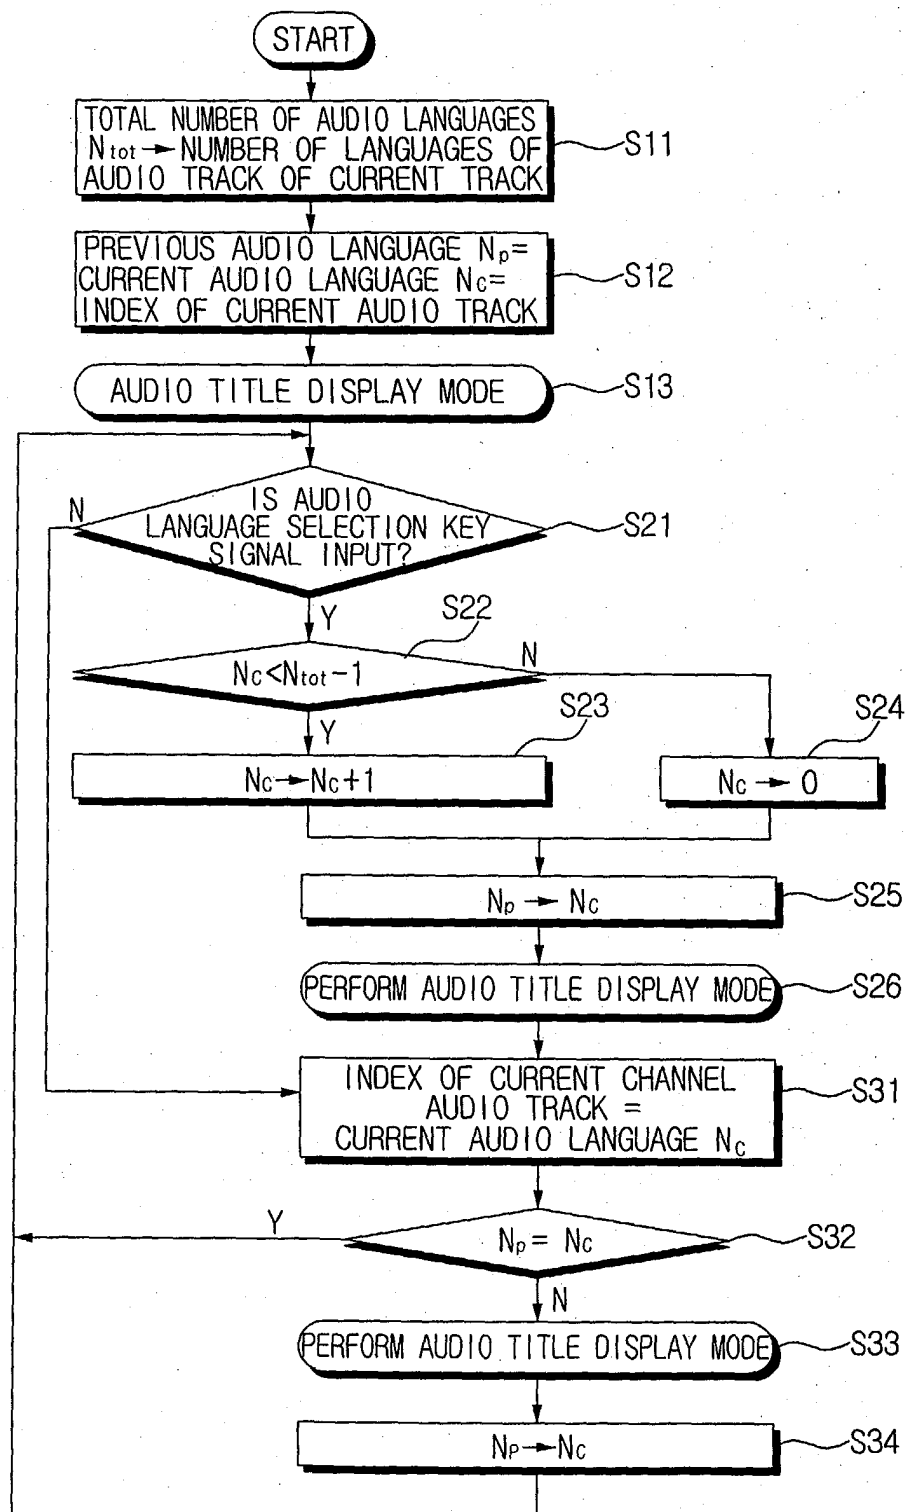 START
TOTAL NUMBER OF AUDIO LANGUAGES
Ntot → NUMBER OF LANGUAGES OF
AUDIO TRACK OF CURRENT TRACK
S11
PREVIOUS AUDIO LANGUAGE Np=
CURRENT AUDIO LANGUAGE Nc=
INDEX OF CURRENT AUDIO TRACK
S12
AUDIO TITLE DISPLAY MODE
S13
IS AUDIO
LANGUAGE SELECTION KEY
SIGNAL INPUT?
S21
N
Y
S22
Nc<Ntot-1
N
Y
S23
Nc→Nc+1
S24
Nc → 0
Np → Nc
S25
PERFORM AUDIO TITLE DISPLAY MODE
S26
INDEX OF CURRENT CHANNEL
AUDIO TRACK =
CURRENT AUDIO LANGUAGE Nc
S31
Np= Nc
S32
Y
N
PERFORM AUDIO TITLE DISPLAY MODE
S33
NP→Nc
S34